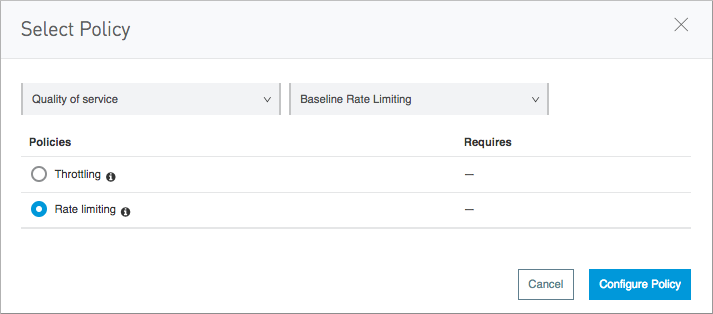 Select Policy
Quality of service
Baseline Rate Limiting
Policies Requires
Throttling —
Rate limiting —
Cancel Configure Policy